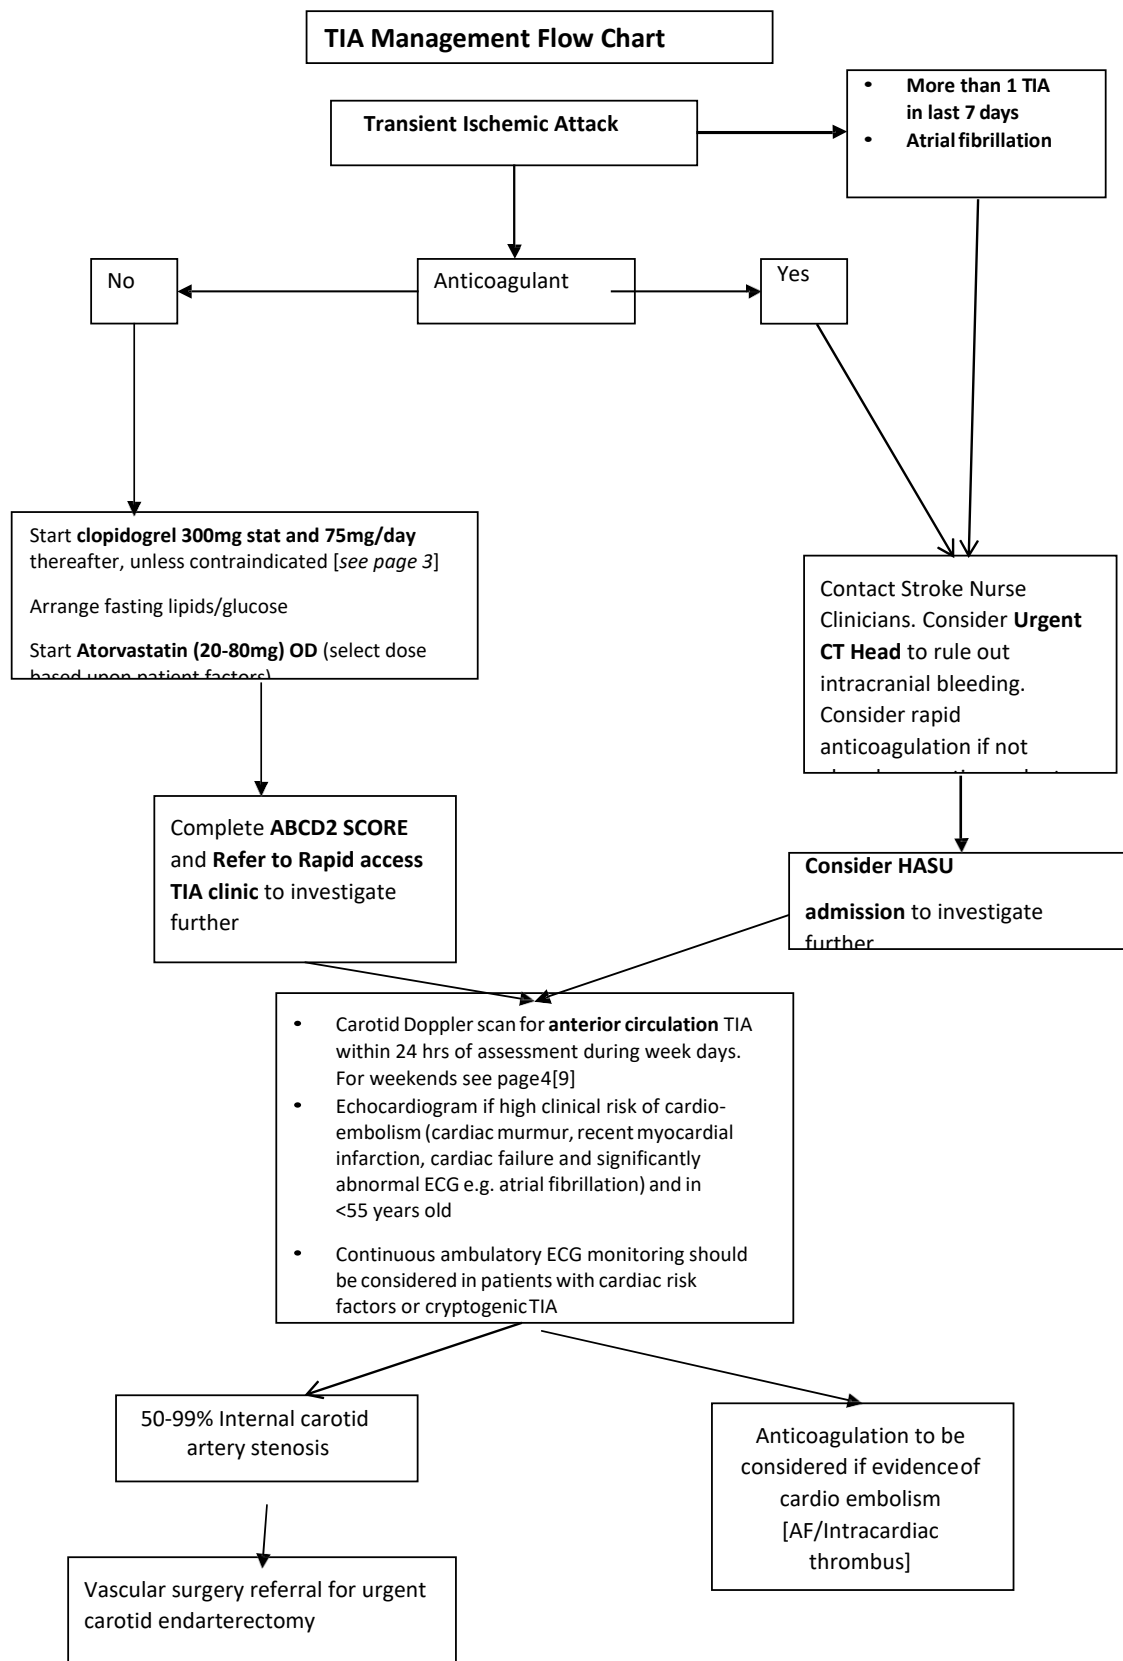 TIA Management Flow Chart
Transient Ischemic Attack
• More than 1 TIA
in last 7 days
• Atrial fibrillation
No
Anticoagulant
Yes
Start clopidogrel 300mg stat and 75mg/day
thereafter, unless contraindicated [see page 3]
Arrange fasting lipids/glucose
Start Atorvastatin (20-80mg) OD (select dose
based upon patient factors)
Contact Stroke Nurse
Clinicians. Consider Urgent
CT Head to rule out
intracranial bleeding.
Consider rapid
anticoagulation if not
Complete ABCD2 SCORE
and Refer to Rapid access
TIA clinic to investigate
further
Consider HASU
admission to investigate
further
• Carotid Doppler scan for anterior circulation TIA
within 24 hrs of assessment during week days.
For weekends see page4[9]
• Echocardiogram if high clinical risk of cardio-
embolism (cardiac murmur, recent myocardial
infarction, cardiac failure and significantly
abnormal ECG e.g. atrial fibrillation) and in
<55 years old
• Continuous ambulatory ECG monitoring should
be considered in patients with cardiac risk
factors or cryptogenic TIA
50-99% Internal carotid
artery stenosis
Anticoagulation to be
considered if evidence of
cardio embolism
[AF/Intracardiac
thrombus]
Vascular surgery referral for urgent
carotid endarterectomy